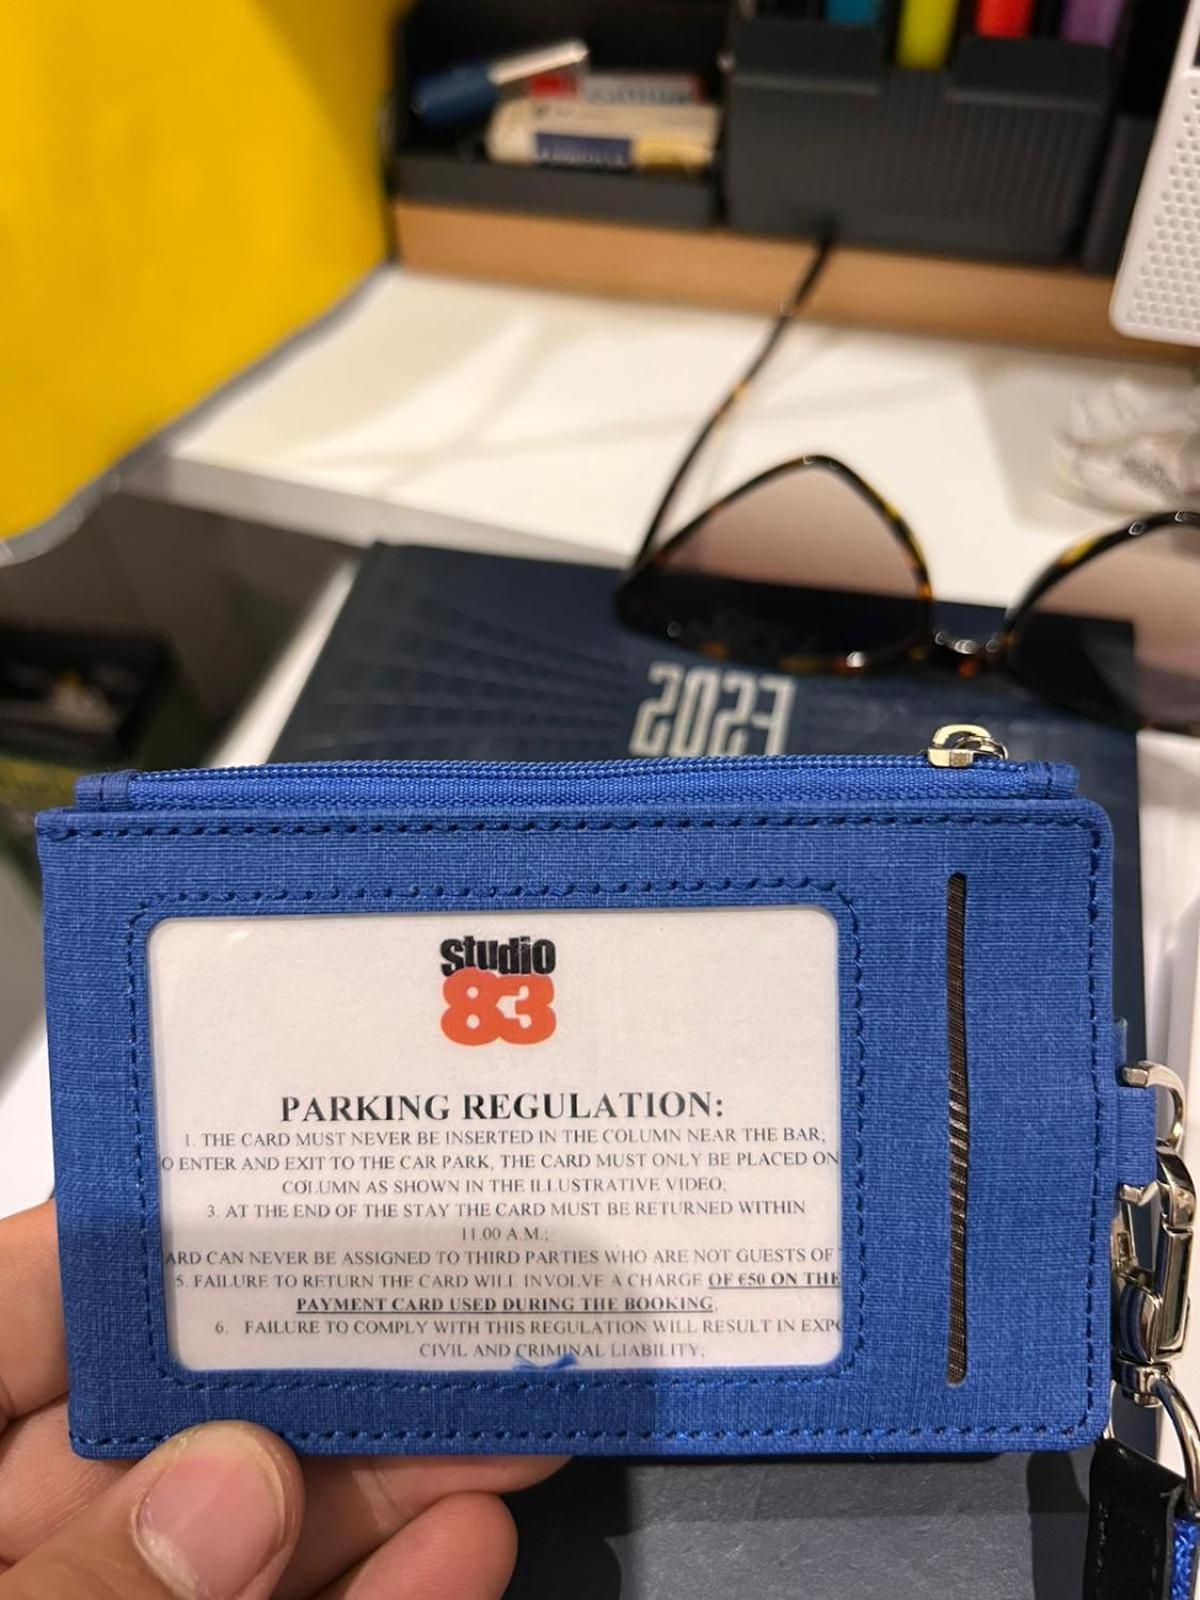 2025
studio
83
PARKING REGULATION:
1. THE CARD MUST NEVER BE INSERTED IN THE COLUMN NEAR THE BAR;
O ENTER AND EXIT TO THE CAR PARK, THE CARD MUST ONLY BE PLACED ON
COLUMN AS SHOWN IN THE ILLUSTRATIVE VIDEO;
3. AT THE END OF THE STAY THE CARD MUST BE RETURNED WITHIN
11.00 A.M.;
ARD CAN NEVER BE ASSIGNED TO THIRD PARTIES WHO ARE NOT GUESTS OF
5. FAILURE TO RETURN THE CARD WILL INVOLVE A CHARGE OF €50 ON THE
PAYMENT CARD USED DURING THE BOOKING;
6. FAILURE TO COMPLY WITH THIS REGULATION WILL RESULT IN EXPO
CIVIL AND CRIMINAL LIABILITY;